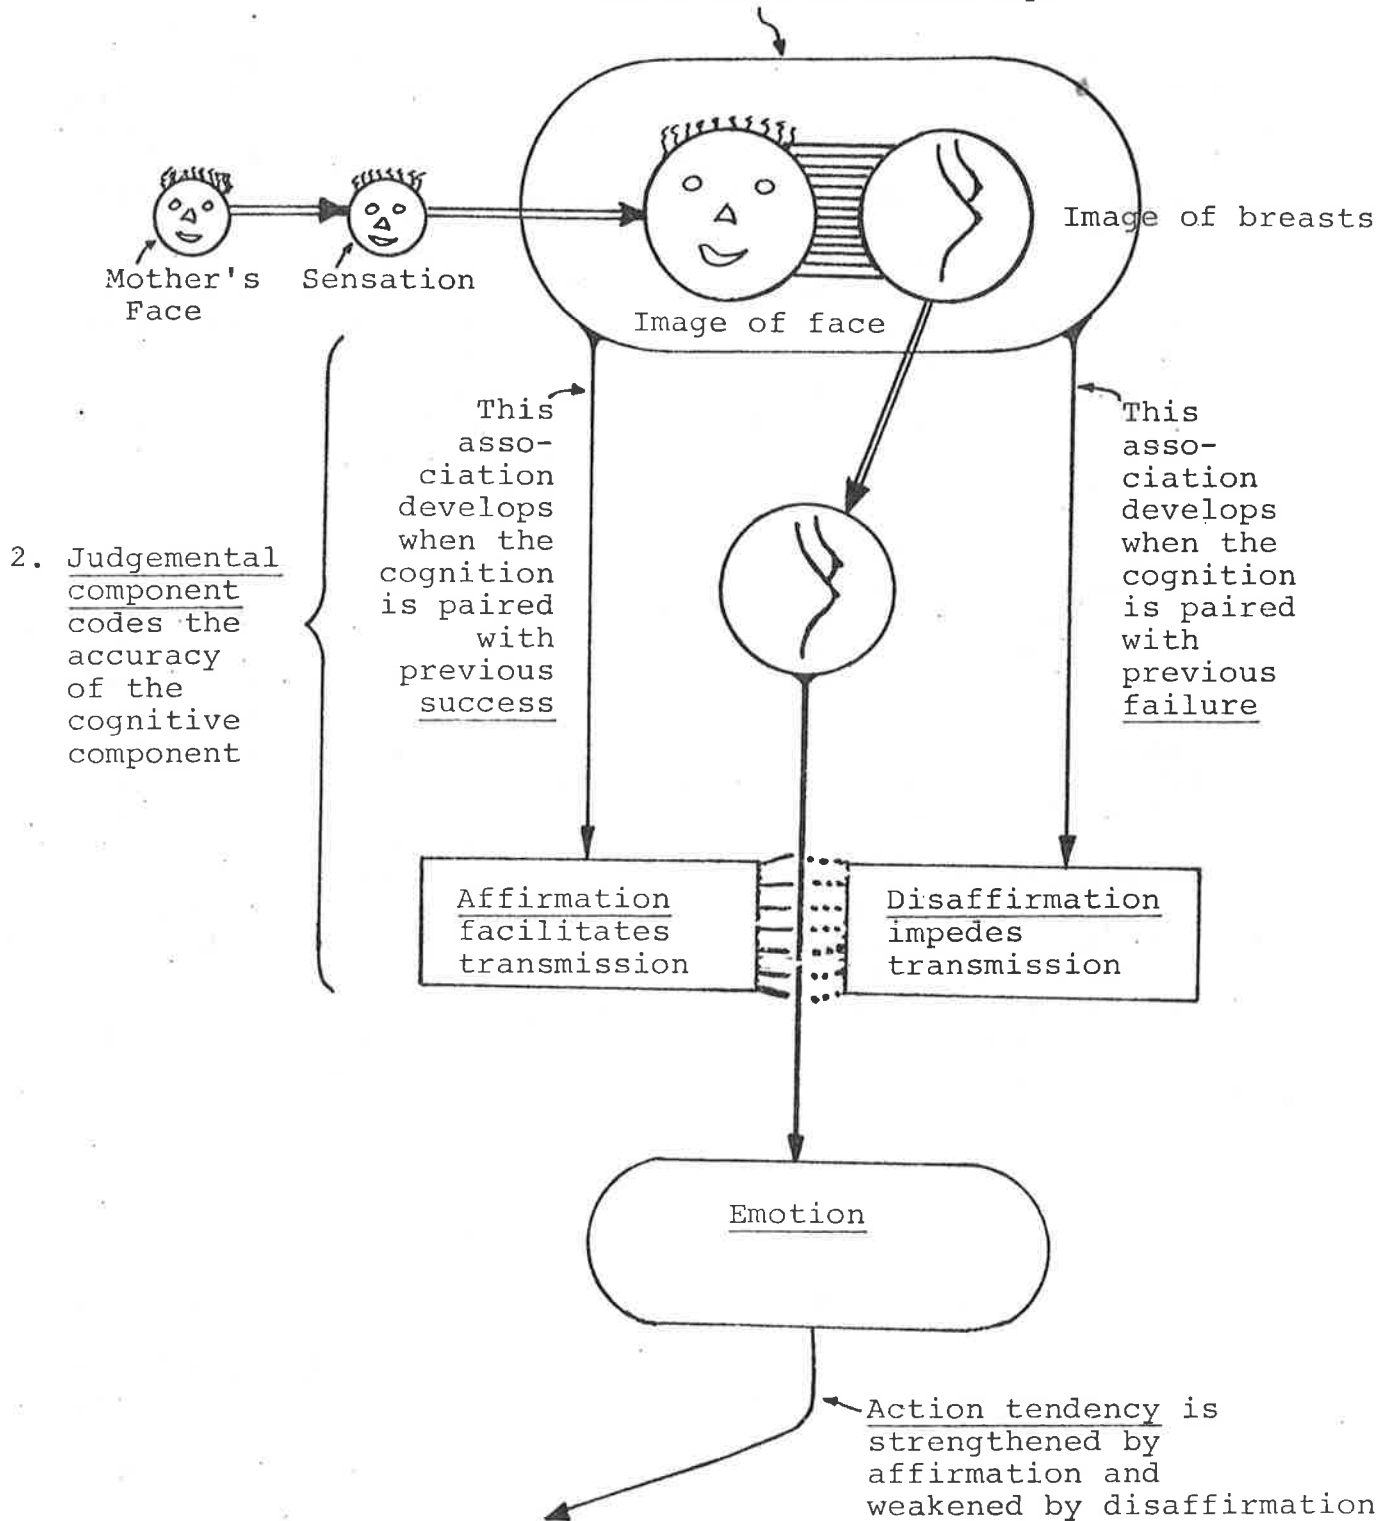 Image of breasts
Mother's
Face
Sensation
Image of face
This
asso-
ciation
develops
when the
cognition
is paired
with
previous
success
This
asso-
ciation
develops
when the
cognition
is paired
with
previous
failure
2. Judgemental
component
codes the
accuracy
of the
cognitive
component
Affirmation
facilitates
transmission
Disaffirmation
impedes
transmission
Emotion
Action tendency is
strengthened by
affirmation and
weakened by disaffirmation